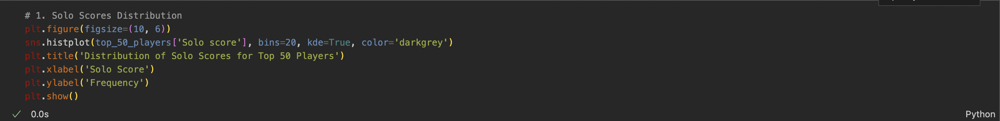 # 1. Solo Scores Distribution
plt.figure(figsize=(10, 6))
sns.histplot(top_50_players['Solo score'], bins=20, kde=True, color='darkgrey')
plt.title('Distribution of Solo Scores for Top 50 Players')
plt.xlabel('Solo Score')
plt.ylabel('Frequency')
plt.show()
0.0s
Python